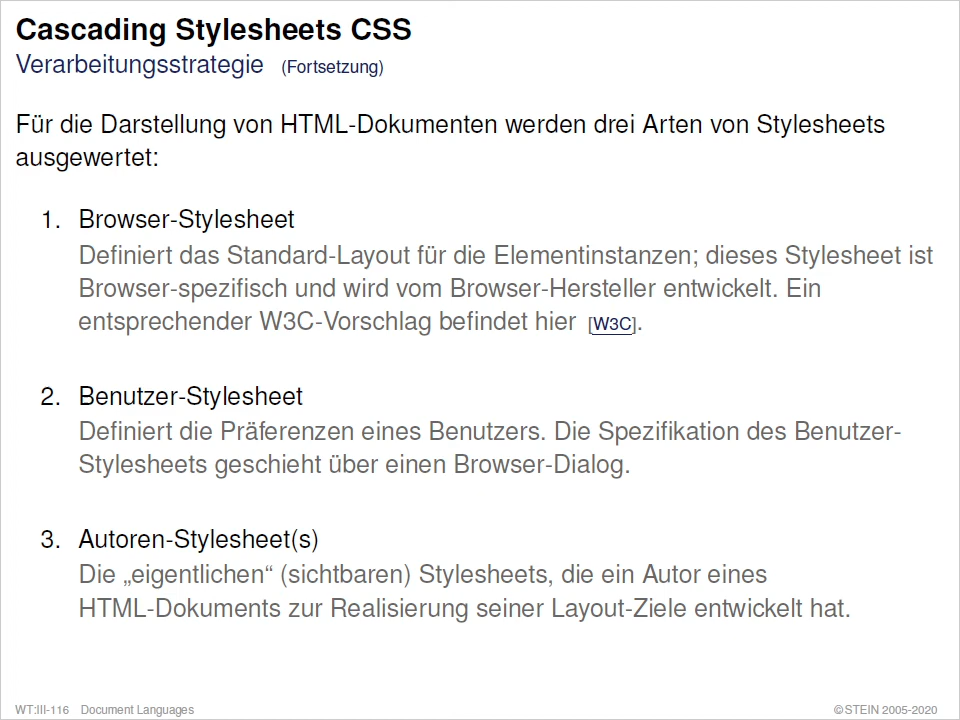 Cascading Stylesheets CSS
Verarbeitungsstrategie (Fortsetzung)
Für die Darstellung von HTML-Dokumenten werden drei Arten von Stylesheets
ausgewertet:
1. Browser-Stylesheet
Definiert das Standard-Layout für die Elementinstanzen; dieses Stylesheet ist
Browser-spezifisch und wird vom Browser-Hersteller entwickelt. Ein
entsprechender W3C-Vorschlag befindet hier [W3C].
2. Benutzer-Stylesheet
Definiert die Präferenzen eines Benutzers. Die Spezifikation des Benutzer-
Stylesheets geschieht über einen Browser-Dialog.
3. Autoren-Stylesheet(s)
Die „eigentlichen“ (sichtbaren) Stylesheets, die ein Autor eines
HTML-Dokuments zur Realisierung seiner Layout-Ziele entwickelt hat.
WT:III-116 Document Languages ©STEIN 2005-2020